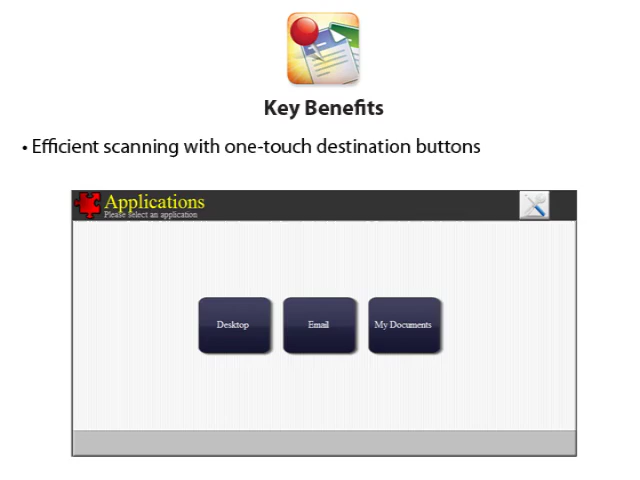 Key Benefits
• Efficient scanning with one-touch destination buttons
Applications
Please select an application
Desktop
Email
My Documents